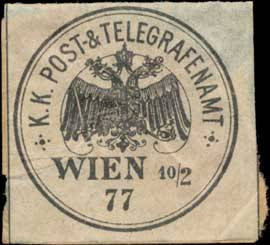 · K.K. POST-& TELEGRAFENAMT ·
WIEN 10/2
77